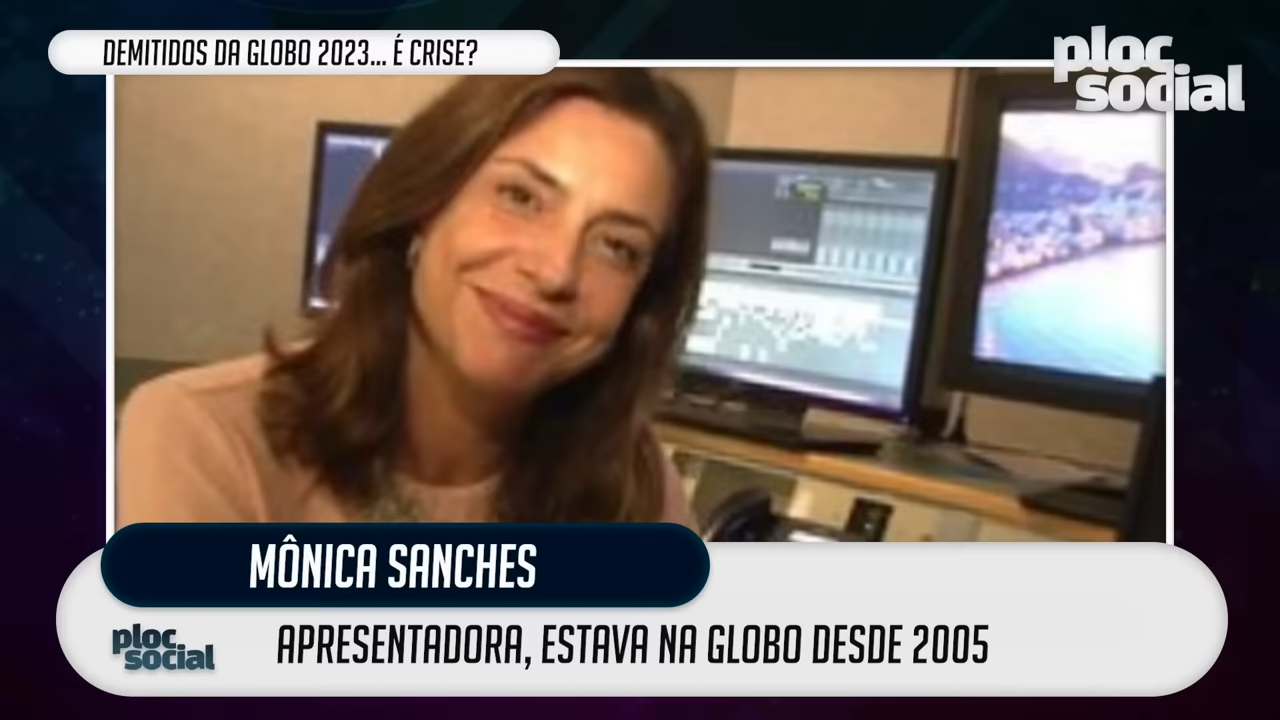 DEMITIDOS DA GLOBO 2023... É CRISE?
ploc
social
MÔNICA SANCHES
ploc
social
APRESENTADORA, ESTAVA NA GLOBO DESDE 2005